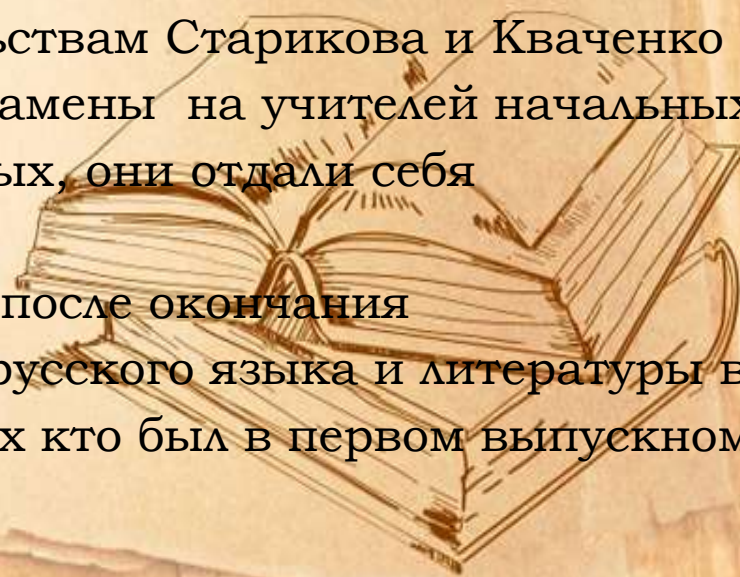 ьствам Старикова и Кваченко
амены на учителей начальных
ых, они отдали себя
после окончания
русского языка и литературы в
х кто был в первом выпускном